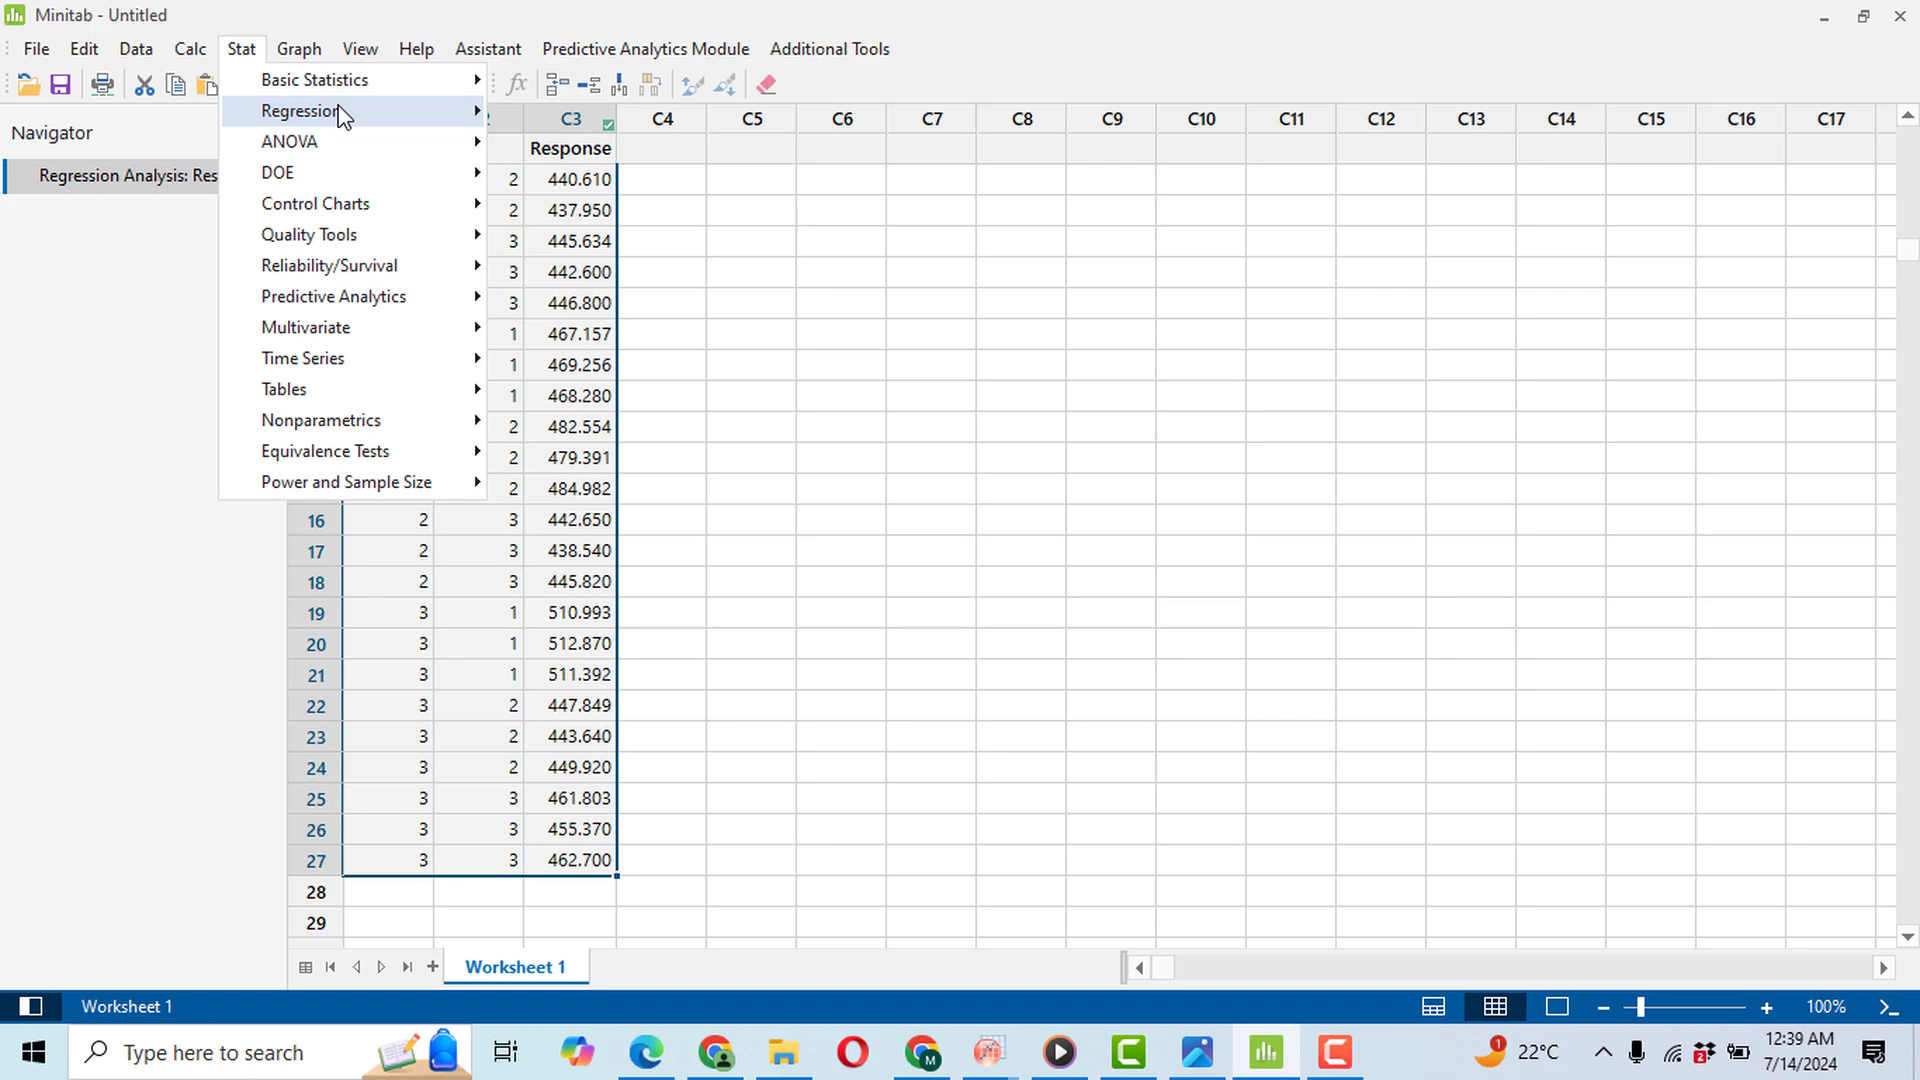 Minitab - Untitled
File Edit Data Calc Stat Graph View Help Assistant Predictive Analytics Module Additional Tools
fx
Basic Statistics
Regression
ANOVA
DOE
Control Charts
Quality Tools
Reliability/Survival
Predictive Analytics
Multivariate
Time Series
Tables
Nonparametrics
Equivalence Tests
Power and Sample Size
Navigator
Regression Analysis: Res
C3 C4 C5 C6 C7 C8 C9 C10 C11 C12 C13 C14 C15 C16 C17
Response
2 440.610
2 437.950
3 445.634
3 442.600
3 446.800
1 467.157
1 469.256
1 468.280
2 482.554
2 479.391
2 484.982
16 2 3 442.650
17 2 3 438.540
18 2 3 445.820
19 3 1 510.993
20 3 1 512.870
21 3 1 511.392
22 3 2 447.849
23 3 2 443.640
24 3 2 449.920
25 3 3 461.803
26 3 3 455.370
27 3 3 462.700
28
29
Worksheet 1
Worksheet 1
100%
Type here to search
22°C
12:39 AM
7/14/2024